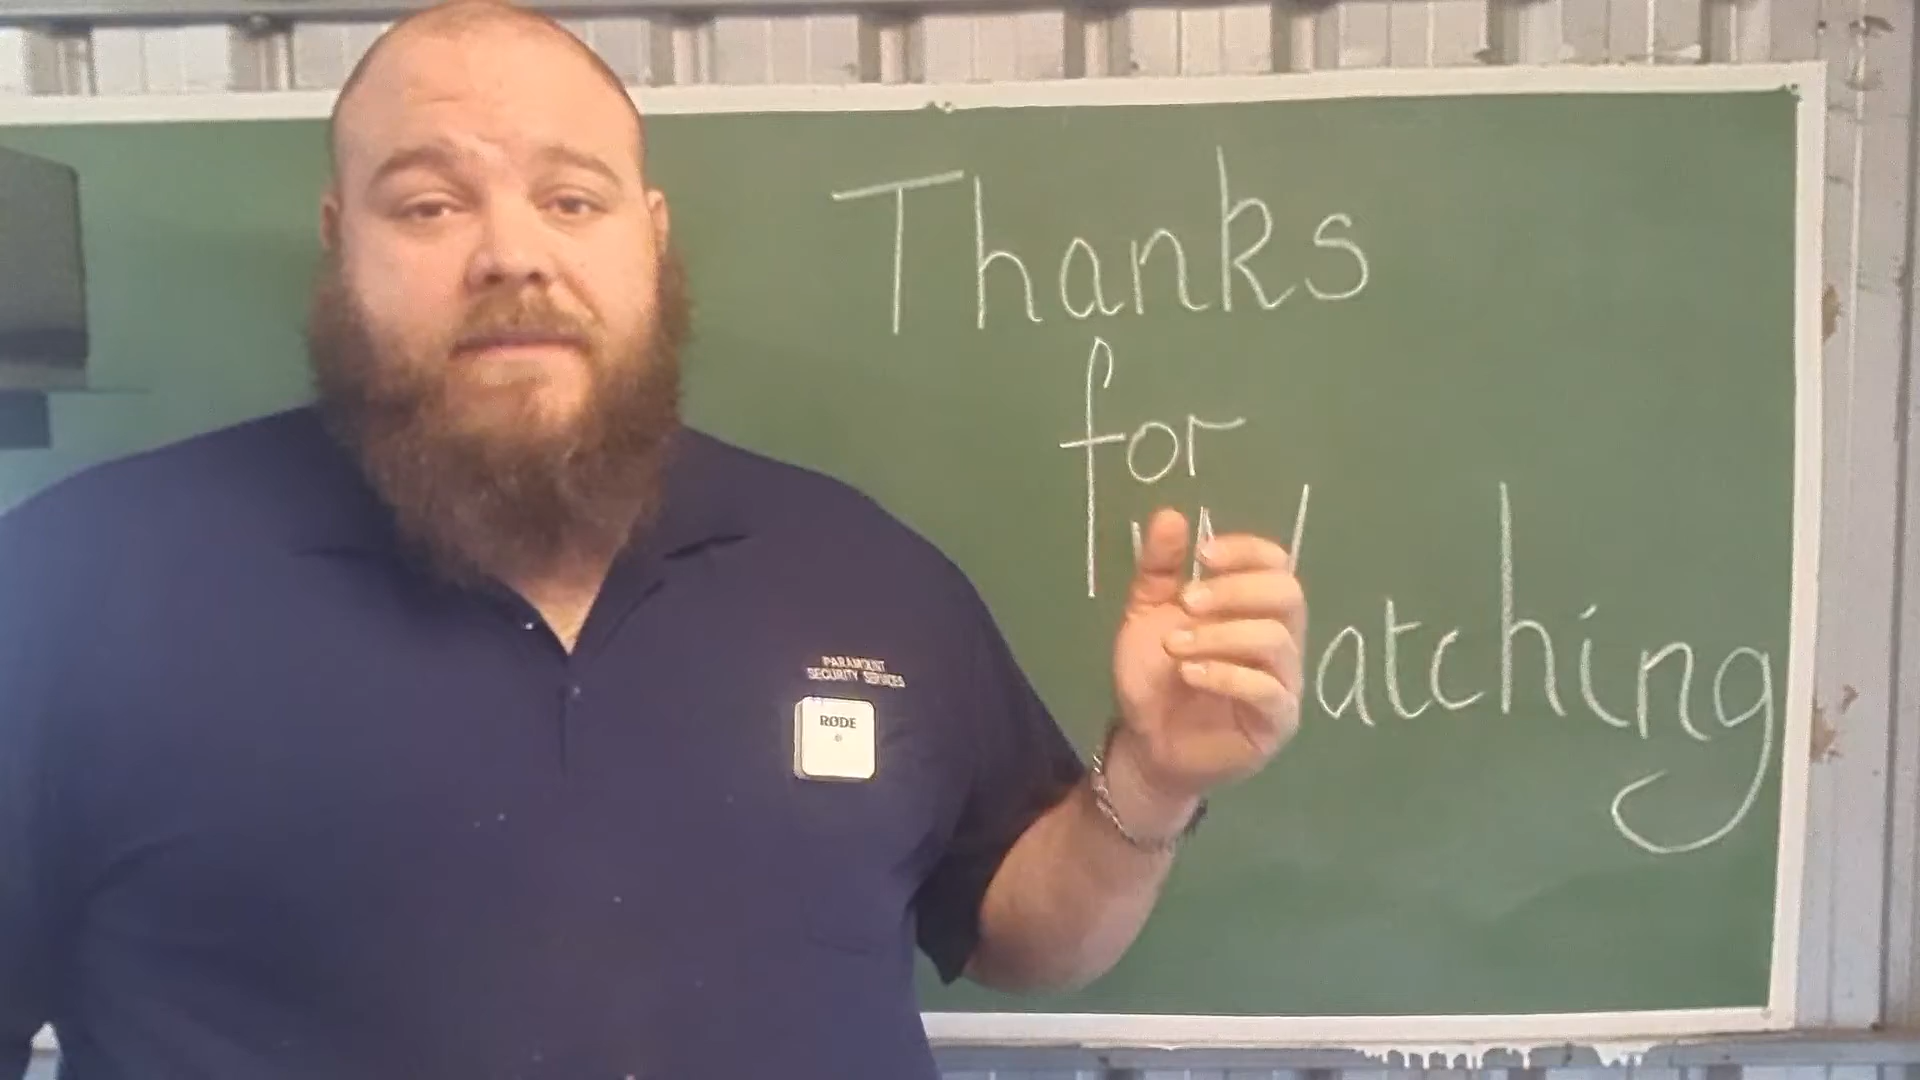 Thanks
for
Watching
PARAMOUNT
SECURITY SERVICES
RØDE